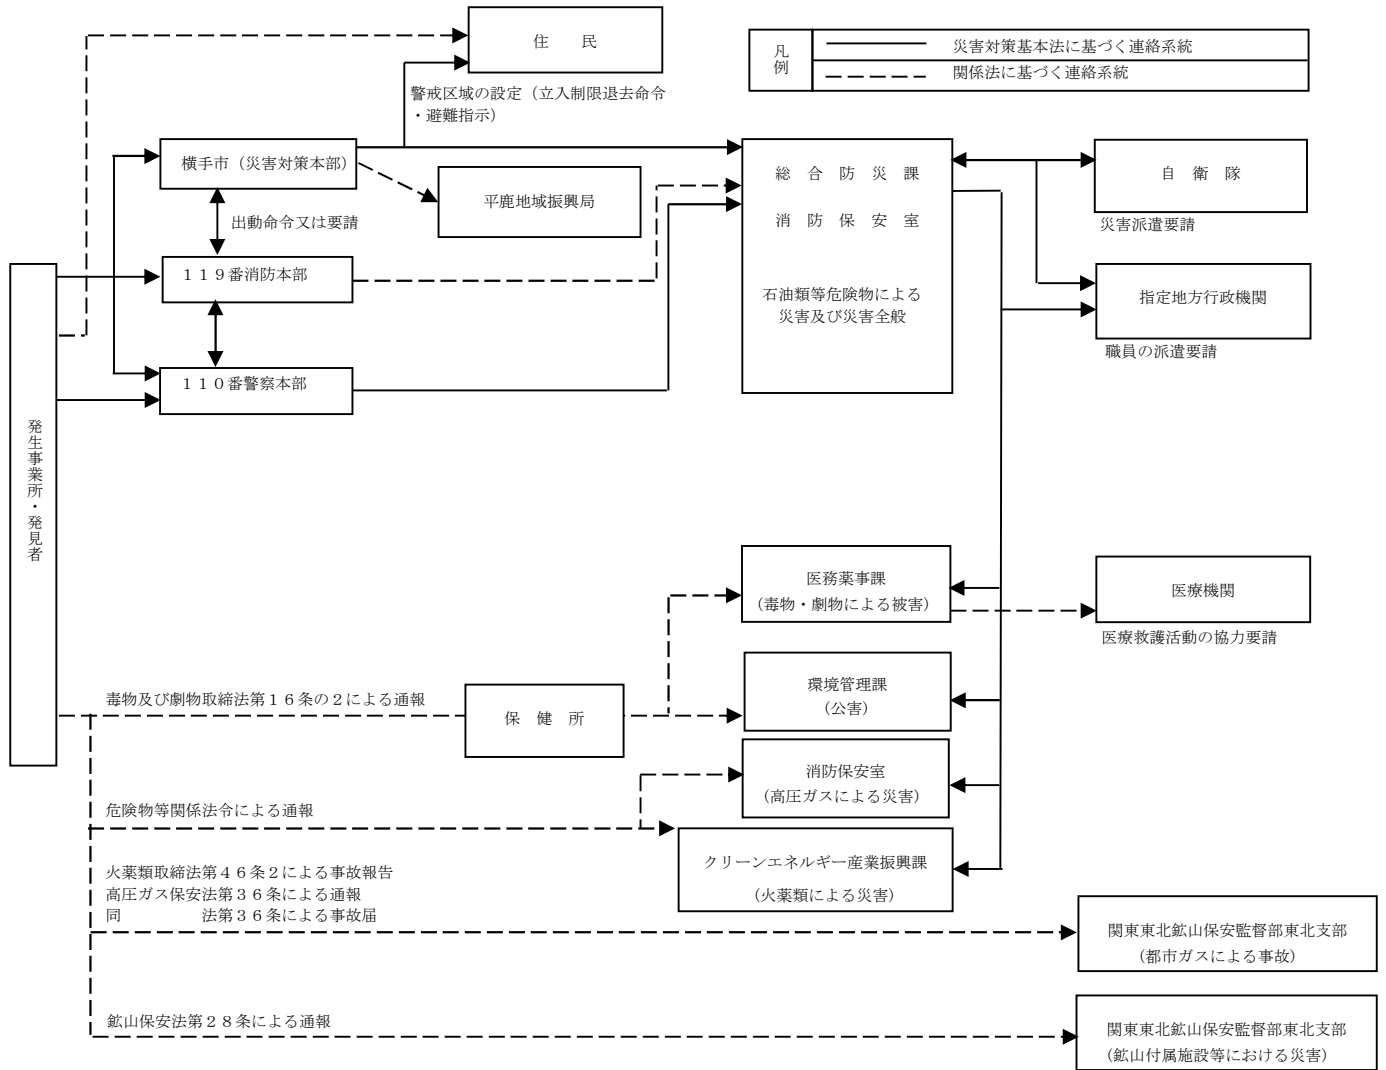 住　民
凡例
災害対策基本法に基づく連絡系統
関係法に基づく連絡系統
警戒区域の設定（立入制限退去命令
・避難指示）
横手市（災害対策本部）
平鹿地域振興局
出動命令又は要請
１１９番消防本部
１１０番警察本部
総　合　防　災　課
消　防　保　安　室
石油類等危険物による
災害及び災害全般
自　衛　隊
災害派遣要請
指定地方行政機関
職員の派遣要請
発生事業所・発見者
医務薬事課
（毒物・劇物による被害）
医療機関
医療救護活動の協力要請
毒物及び劇物取締法第１６条の２による通報
保　健　所
環境管理課
（公害）
消防保安室
（高圧ガスによる災害）
危険物等関係法令による通報
クリーンエネルギー産業振興課
（火薬類による災害）
火薬類取締法第４６条２による事故報告
高圧ガス保安法第３６条による通報
同　　　　　法第３６条による事故届
関東東北鉱山保安監督部東北支部
（都市ガスによる事故）
鉱山保安法第２８条による通報
関東東北鉱山保安監督部東北支部
（鉱山付属施設等における災害）